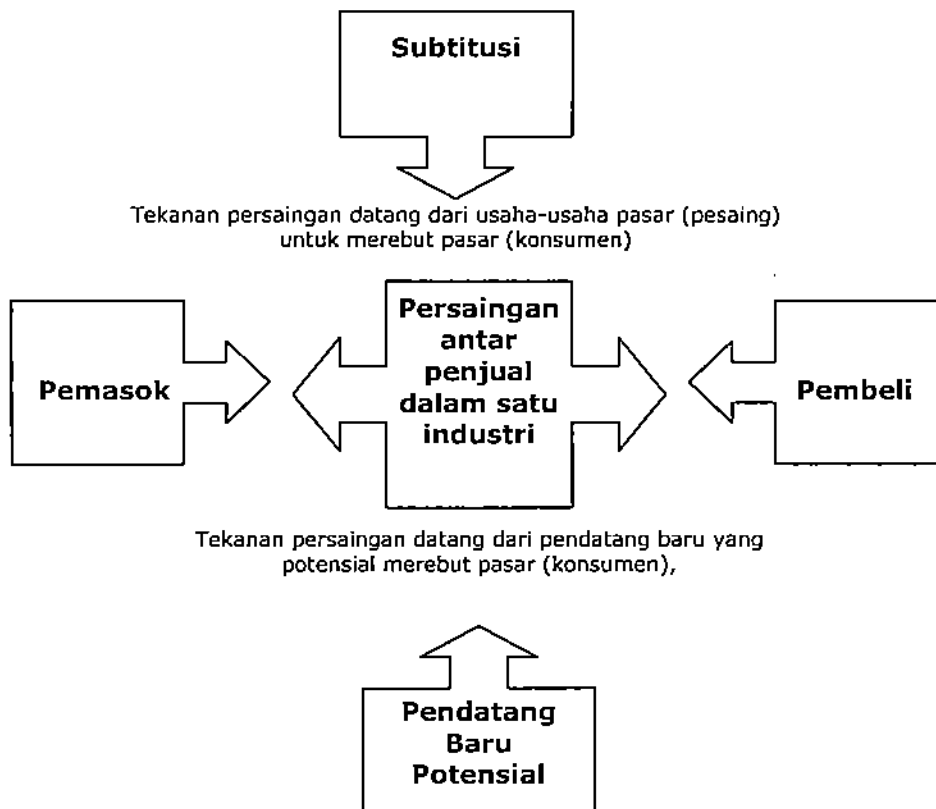 Subtitusi
Tekanan persaingan datang dari usaha-usaha pasar (pesaing)
untuk merebut pasar (konsumen)
Pemasok
Persaingan
antar
penjual
dalam satu
industri
Pembeli
Tekanan persaingan datang dari pendatang baru yang
potensial merebut pasar (konsumen),
Pendatang
Baru
Potensial